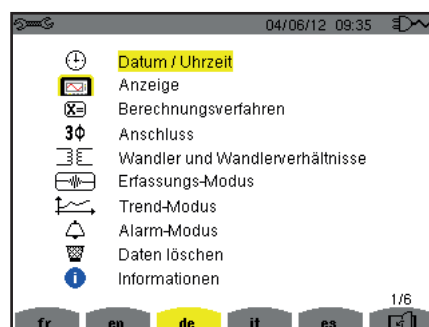 04/06/12 09:35
Datum / Uhrzeit
Anzeige
X= Berechnungsverfahren
3Φ Anschluss
Wandler und Wandlerverhältnisse
Erfassungs-Modus
Trend-Modus
Alarm-Modus
Daten löschen
i Informationen
1/6
fr en de it es